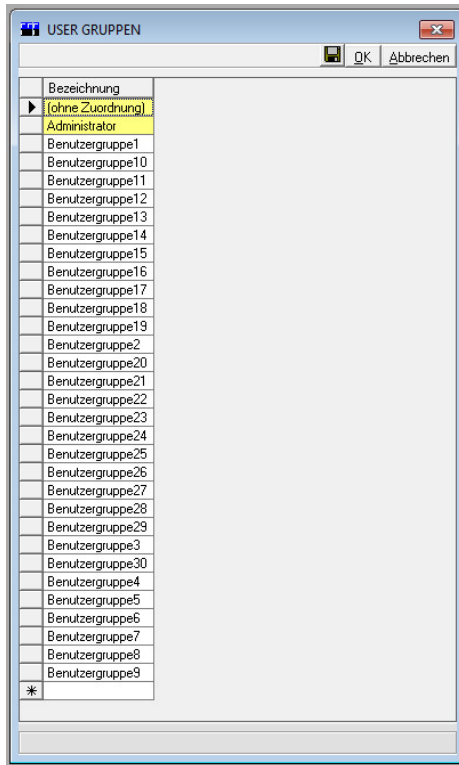 USER GRUPPEN
OK Abbrechen
Bezeichnung
(ohne Zuordnung)
Administrator
Benutzergruppe1
Benutzergruppe10
Benutzergruppe11
Benutzergruppe12
Benutzergruppe13
Benutzergruppe14
Benutzergruppe15
Benutzergruppe16
Benutzergruppe17
Benutzergruppe18
Benutzergruppe19
Benutzergruppe2
Benutzergruppe20
Benutzergruppe21
Benutzergruppe22
Benutzergruppe23
Benutzergruppe24
Benutzergruppe25
Benutzergruppe26
Benutzergruppe27
Benutzergruppe28
Benutzergruppe29
Benutzergruppe3
Benutzergruppe30
Benutzergruppe4
Benutzergruppe5
Benutzergruppe6
Benutzergruppe7
Benutzergruppe8
Benutzergruppe9